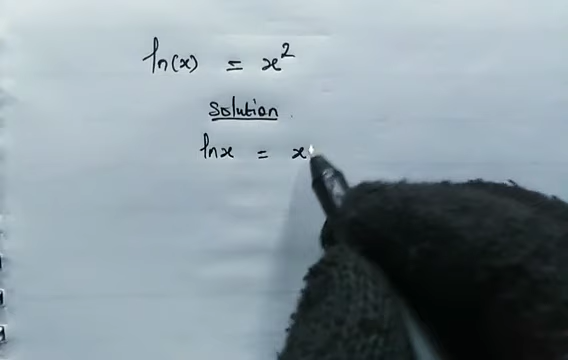 ln(x) = x²
Solution
lnx = x